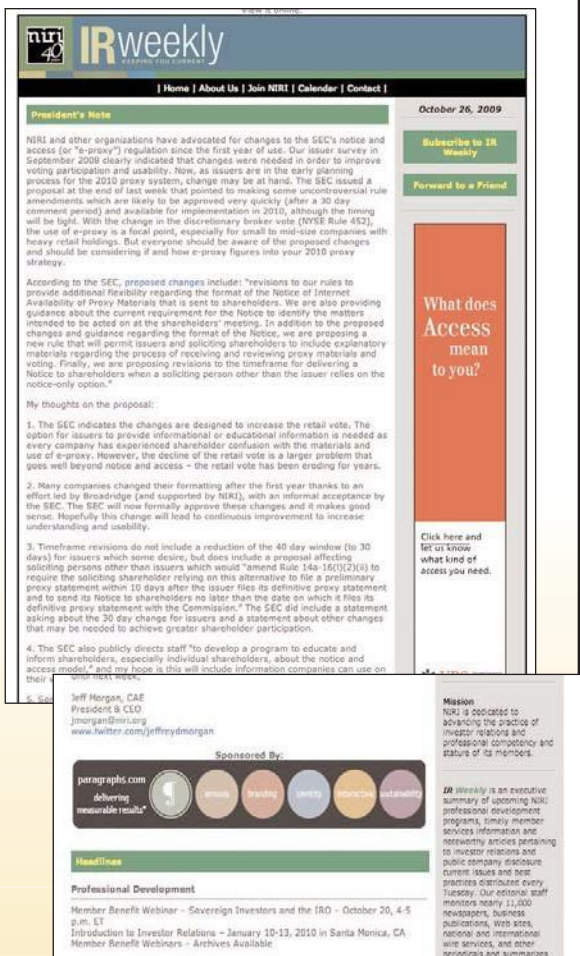 View it online.
niri
40
IRweekly
KEEPING YOU CURRENT
| Home | About Us | Join NIRI | Calendar | Contact |
President's Note
NIRI and other organizations have advocated for changes to the SEC's notice and
access (or "e-proxy") regulation since the first year of use. Our issuer survey in
September 2009 clearly indicated that changes were needed in order to improve
voting participation and usability. Now, as issuers are in the early planning
process for the 2010 proxy system, change may be at hand. The SEC issued a
proposal at the end of last week that pointed to making some uncontroversial rule
amendments which are likely to be approved very quickly (after a 30 day
comment period) and available for implementation in 2010, although the timing
will be tight. With the change in the discretionary broker vote (NYSE Rule 452),
the use of e-proxy is a focal point, especially for small to mid-size companies with
heavy retail holdings. But everyone should be aware of the proposed changes
and should be considering if and how e-proxy figures into your 2010 proxy
strategy.
According to the SEC, proposed changes include: "revisions to our rules to
provide additional flexibility regarding the format of the Notice of Internet
Availability of Proxy Materials that is sent to shareholders. We are also providing
guidance about the current requirement for the Notice to identify the matters
intended to be acted on at the shareholders' meeting. In addition to the proposed
changes and guidance regarding the format of the Notice, we are proposing a
new rule that will permit issuers and soliciting shareholders to include explanatory
materials regarding the process of receiving and reviewing proxy materials and
voting. Finally, we are proposing revisions to the timeframe for delivering a
Notice to shareholders when a soliciting person other than the issuer relies on the
notice-only option."
My thoughts on the proposal:
1. The SEC indicates the changes are designed to increase the retail vote. The
option for issuers to provide informational or educational information is needed as
every company has experienced shareholder confusion with the materials and
use of e-proxy. However, the decline of the retail vote is a larger problem that
goes well beyond notice and access – the retail vote has been eroding for years.
2. Many companies changed their formatting after the first year thanks to an
effort led by Broadridge (and supported by NIRI), with an informal acceptance by
the SEC. The SEC will now formally approve these changes and it makes good
sense. Hopefully this change will lead to continuous improvement to increase
understanding and usability.
3. Timeframe revisions do not include a reduction of the 40 day window (to 30
days) for issuers which some desire, but does include a proposal affecting
soliciting persons other than issuers which would "amend Rule 14a-16(l)(2)(ii) to
require the soliciting shareholder relying on this alternative to file a preliminary
proxy statement within 10 days after the issuer files its definitive proxy statement
and to send its Notice to shareholders no later than the date on which it files its
definitive proxy statement with the Commission." The SEC did include a statement
asking about the 30 day change for issuers and a statement about other changes
that may be needed to achieve greater shareholder participation.
4. The SEC also publicly directs staff "to develop a program to educate and
inform shareholders, especially individual shareholders, about the notice and
access model," and my hope is this will include information companies can use on
their
5.
October 26, 2009
Subscribe to IR
Weekly
Forward to a Friend
What does
Access
mean
to you?
Click here and
let us know
what kind of
access you need.
Until next week,
Jeff Morgan, CAE
President & CEO
jmorgan@niri.org
www.twitter.com/jeffreydmorgan
Sponsored By:
paragraphs.com
delivering
measurable results*
¶
annuals
branding
identity
interactive
sustainability
Headlines
Professional Development
Member Benefit Webinar – Sovereign Investors and the IRO – October 20, 4-5
p.m. ET
Introduction to Investor Relations – January 10-13, 2010 in Santa Monica, CA
Member Benefit Webinars – Archives Available
Mission
NIRI is dedicated to
advancing the practice of
investor relations and
professional competency and
stature of its members.
IR Weekly is an executive
summary of upcoming NIRI
professional development
programs, timely member
services information and
noteworthy articles pertaining
to investor relations and
public company disclosure
current issues and best
practices distributed every
Tuesday. Our editorial staff
monitors nearly 11,000
newspapers, business
publications, Web sites,
national and international
wire services, and other
periodicals and summarizes